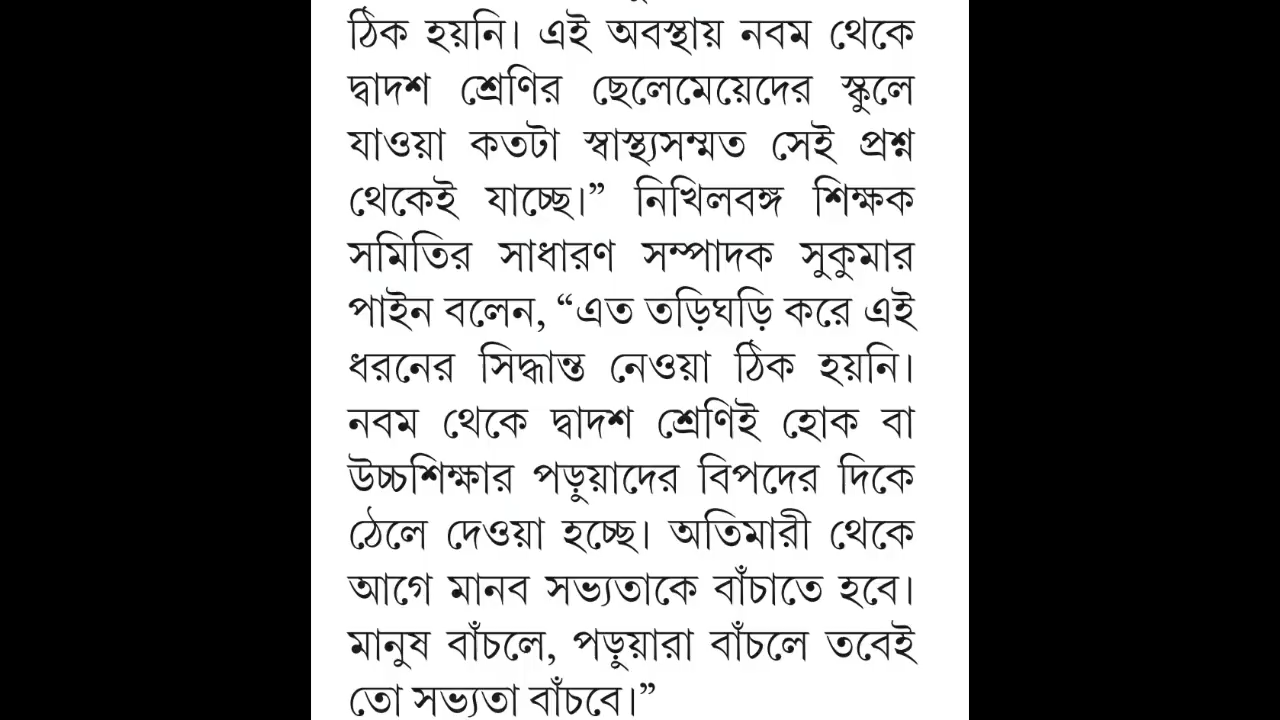 ঠিক হয়নি। এই অবস্থায় নবম থেকে
দ্বাদশ শ্রেণির ছেলেমেয়েদের স্কুলে
যাওয়া কতটা স্বাস্থ্যসম্মত সেই প্রশ্ন
থেকেই যাচ্ছে।” নিখিলবঙ্গ শিক্ষক
সমিতির সাধারণ সম্পাদক সুকুমার
পাইন বলেন, “এত তড়িঘড়ি করে এই
ধরনের সিদ্ধান্ত নেওয়া ঠিক হয়নি।
নবম থেকে দ্বাদশ শ্রেণিই হোক বা
উচ্চশিক্ষার পড়ুয়াদের বিপদের দিকে
ঠেলে দেওয়া হচ্ছে। অতিমারী থেকে
আগে মানব সভ্যতাকে বাঁচাতে হবে।
মানুষ বাঁচলে, পড়ুয়ারা বাঁচলে তবেই
তো সভ্যতা বাঁচবে।”